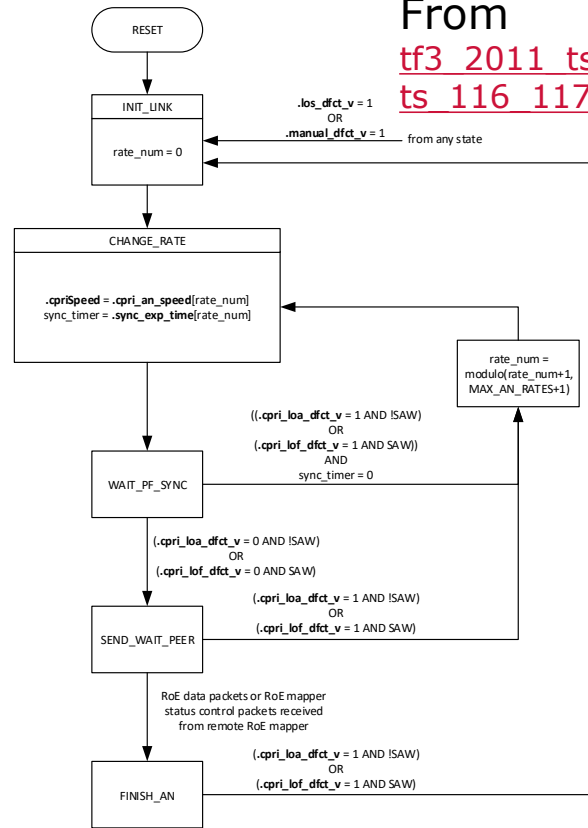 From
tf3_2011_ts
ts_116_117
RESET
INIT_LINK
rate_num = 0
.los_dfct_v = 1
OR
.manual_dfct_v = 1
from any state
CHANGE_RATE
.cpriSpeed = .cpri_an_speed[rate_num]
sync_timer = .sync_exp_time[rate_num]
rate_num =
modulo(rate_num+1,
MAX_AN_RATES+1)
((.cpri_loa_dfct_v = 1 AND !SAW)
OR
(.cpri_lof_dfct_v = 1 AND SAW))
AND
sync_timer = 0
WAIT_PF_SYNC
(.cpri_loa_dfct_v = 0 AND !SAW)
OR
(.cpri_lof_dfct_v = 0 AND SAW)
(.cpri_loa_dfct_v = 1 AND !SAW)
OR
(.cpri_lof_dfct_v = 1 AND SAW)
SEND_WAIT_PEER
RoE data packets or RoE mapper
status control packets received
from remote RoE mapper
(.cpri_loa_dfct_v = 1 AND !SAW)
OR
(.cpri_lof_dfct_v = 1 AND SAW)
FINISH_AN